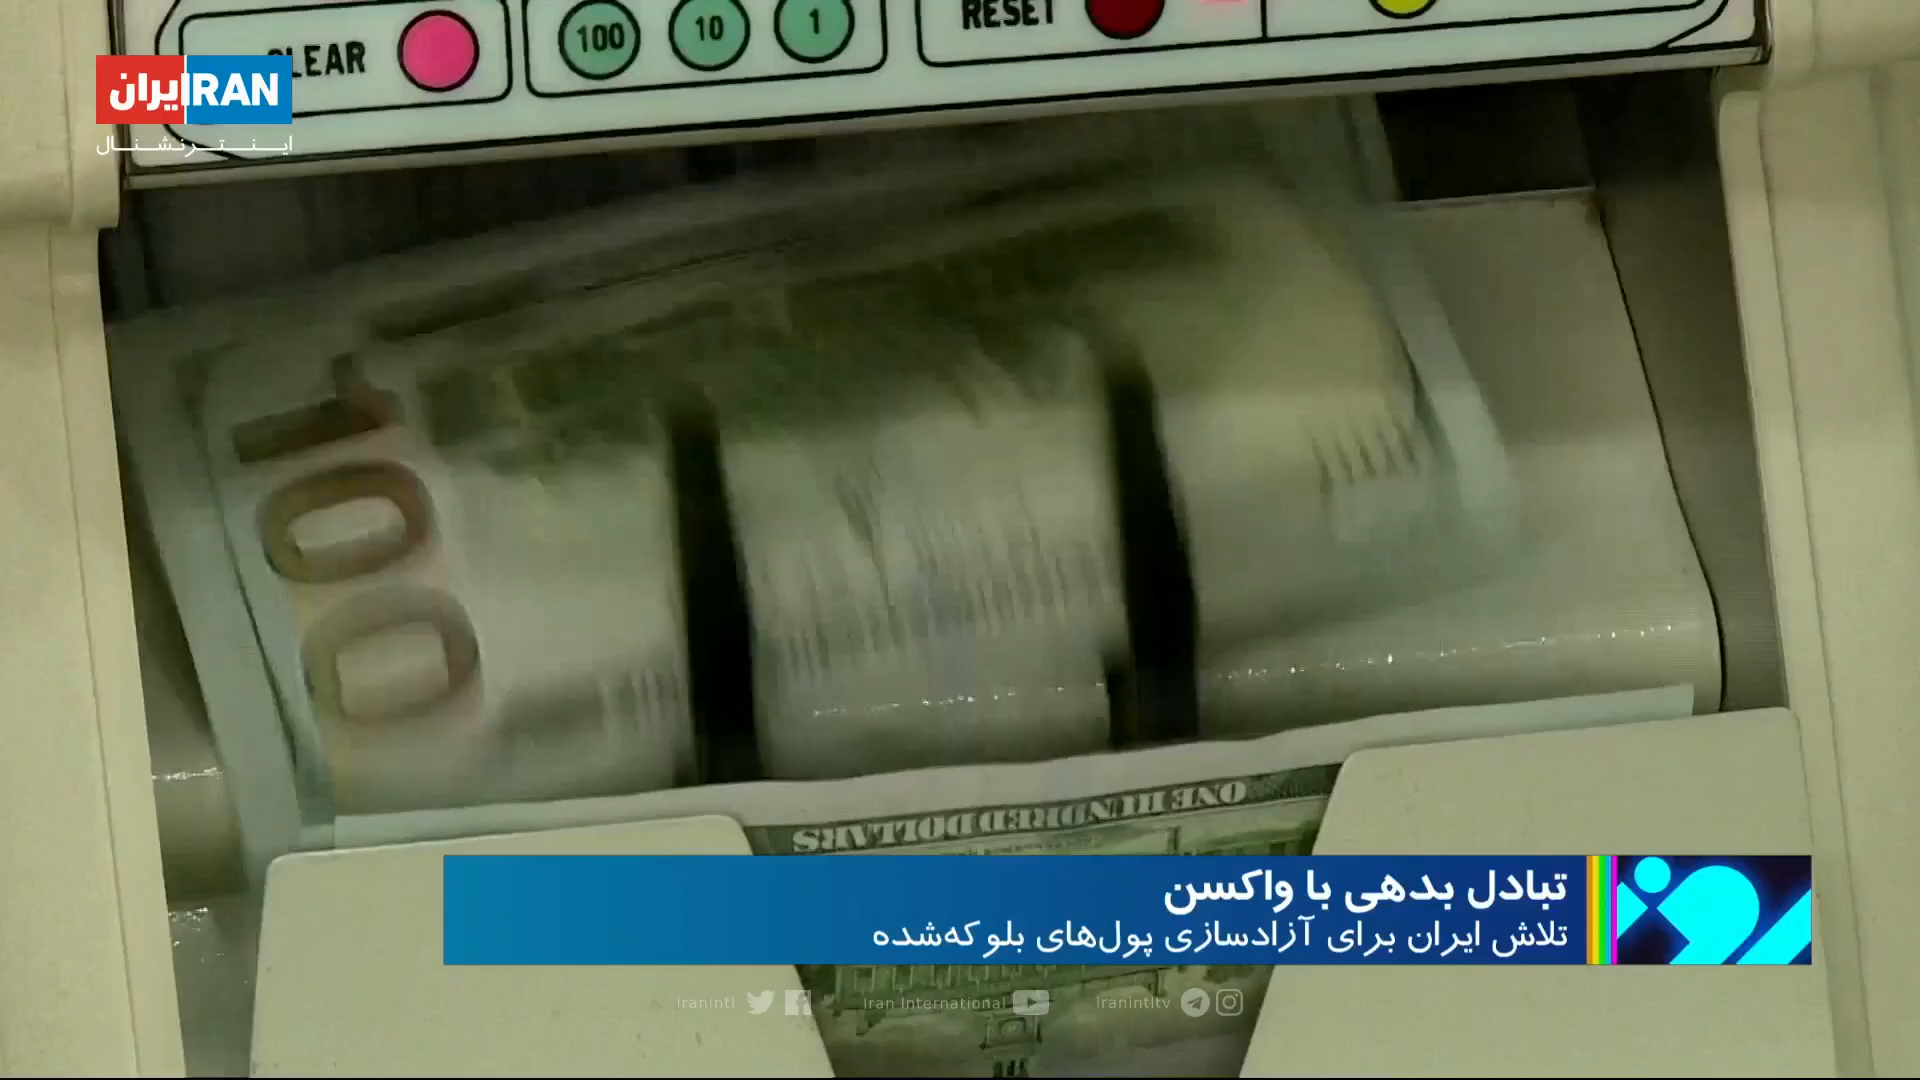 CLEAR
100
10
1
RESET
ایران IRAN
اینترنشنال
100
ONE HUNDRED DOLLARS
تبادل بدهی با واکسن
تلاش ایران برای آزادسازی پول‌های بلوکه‌شده
iranintl
Iran International
iranintltv